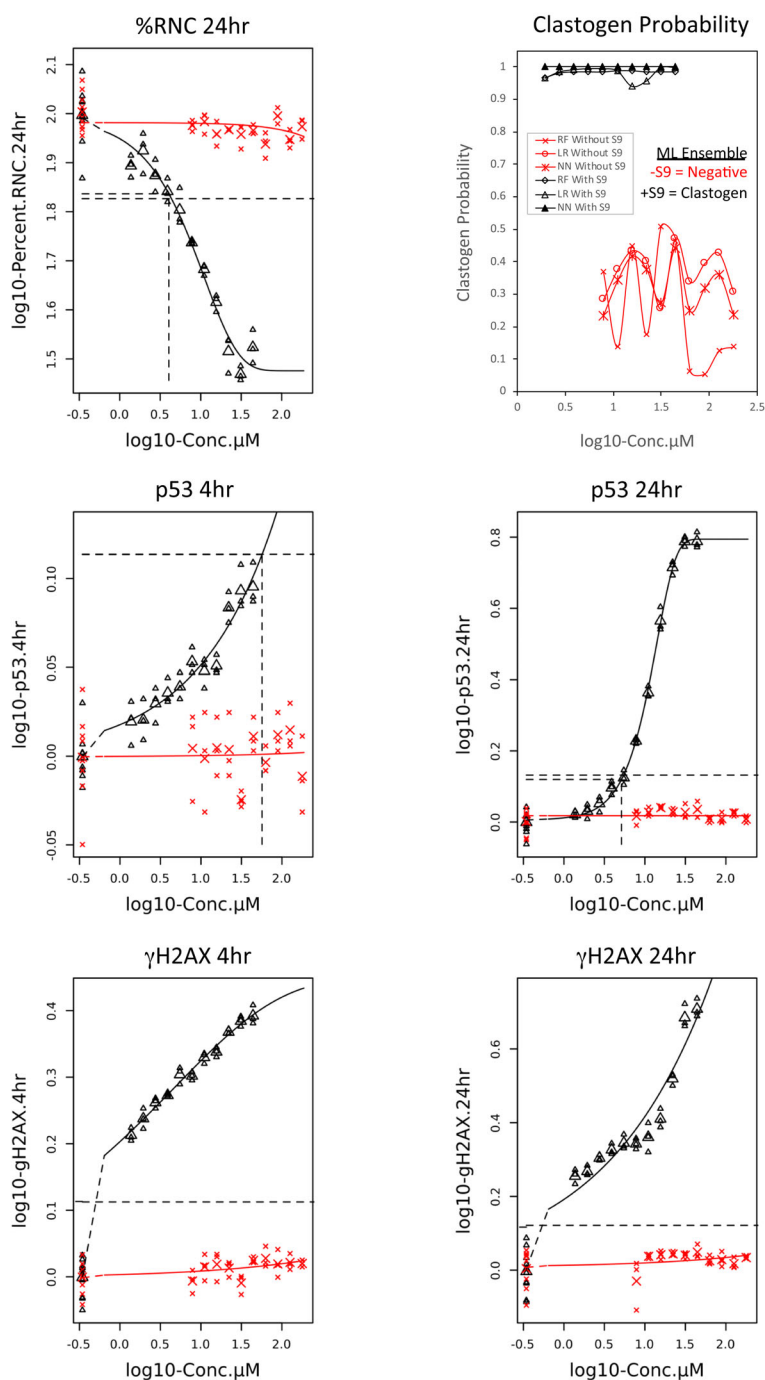 %RNC 24hr
log10-Percent.RNC.24hr
2.1
2.0
1.9
1.8
1.7
1.6
1.5
-0.5 0.0 0.5 1.0 1.5 2.0
log10-Conc.μM
Clastogen Probability
Clastogen Probability
1
0.9
0.8
0.7
0.6
0.5
0.4
0.3
0.2
0.1
0
RF Without S9
LR Without S9
NN Without S9
RF With S9
LR With S9
NN With S9
ML Ensemble
-S9 = Negative
+S9 = Clastogen
0 0.5 1 1.5 2 2.5
log10-Conc.μM
p53 4hr
log10-p53.4hr
0.10
0.05
0.00
-0.05
-0.5 0.0 0.5 1.0 1.5 2.0
log10-Conc.μM
p53 24hr
log10-p53.24hr
0.8
0.6
0.4
0.2
0.0
-0.5 0.0 0.5 1.0 1.5 2.0
log10-Conc.μM
γH2AX 4hr
log10-gH2AX.4hr
0.4
0.3
0.2
0.1
0.0
-0.5 0.0 0.5 1.0 1.5 2.0
log10-Conc.μM
γH2AX 24hr
log10-gH2AX.24hr
0.6
0.4
0.2
0.0
-0.5 0.0 0.5 1.0 1.5 2.0
log10-Conc.μM